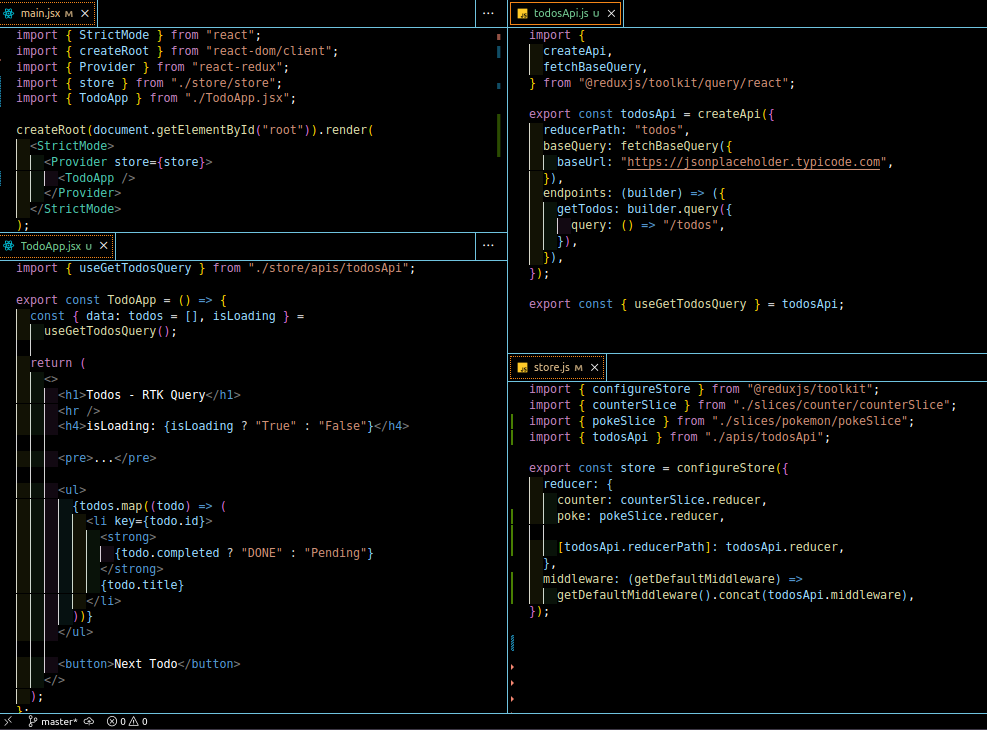 main.jsx M ×
···
import { StrictMode } from "react";
import { createRoot } from "react-dom/client";
import { Provider } from "react-redux";
import { store } from "./store/store";
import { TodoApp } from "./TodoApp.jsx";
createRoot(document.getElementById("root")).render(
<StrictMode>
<Provider store={store}>
<TodoApp />
</Provider>
</StrictMode>
);
TodoApp.jsx U ×
···
import { useGetTodosQuery } from "./store/apis/todosApi";
export const TodoApp = () => {
const { data: todos = [], isLoading } =
useGetTodosQuery();
return (
<>
<h1>Todos - RTK Query</h1>
<hr />
<h4>isLoading: {isLoading ? "True" : "False"}</h4>
<pre>...</pre>
<ul>
{todos.map((todo) => (
<li key={todo.id}>
<strong>
{todo.completed ? "DONE" : "Pending"}
</strong>
{todo.title}
</li>
))}
</ul>
<button>Next Todo</button>
</>
);
};
todosApi.js U ×
import {
createApi,
fetchBaseQuery,
} from "@reduxjs/toolkit/query/react";
export const todosApi = createApi({
reducerPath: "todos",
baseQuery: fetchBaseQuery({
baseUrl: "https://jsonplaceholder.typicode.com",
}),
endpoints: (builder) => ({
getTodos: builder.query({
query: () => "/todos",
}),
}),
});
export const { useGetTodosQuery } = todosApi;
store.js M ×
import { configureStore } from "@reduxjs/toolkit";
import { counterSlice } from "./slices/counter/counterSlice";
import { pokeSlice } from "./slices/pokemon/pokeSlice";
import { todosApi } from "./apis/todosApi";
export const store = configureStore({
reducer: {
counter: counterSlice.reducer,
poke: pokeSlice.reducer,
[todosApi.reducerPath]: todosApi.reducer,
},
middleware: (getDefaultMiddleware) =>
getDefaultMiddleware().concat(todosApi.middleware),
});
master* 0 0